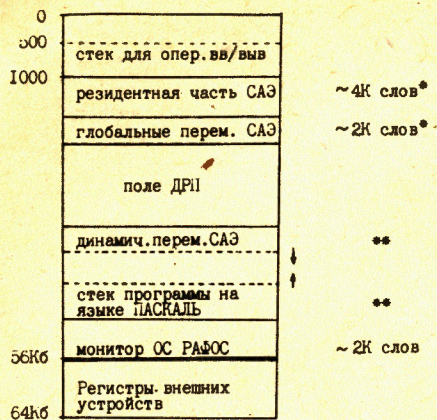 0
500
стек для опер.вв/выв
I000
резидентная часть САЭ ~4К слов*
глобальные перем. САЭ ~2К слов*
поле ДРП
динамич.перем.САЭ **
стек программы на
языке ПАСКАЛЬ **
монитор ОС РАФОС ~2К слов
56Кб
Регистры внешних
устройств
64Кб